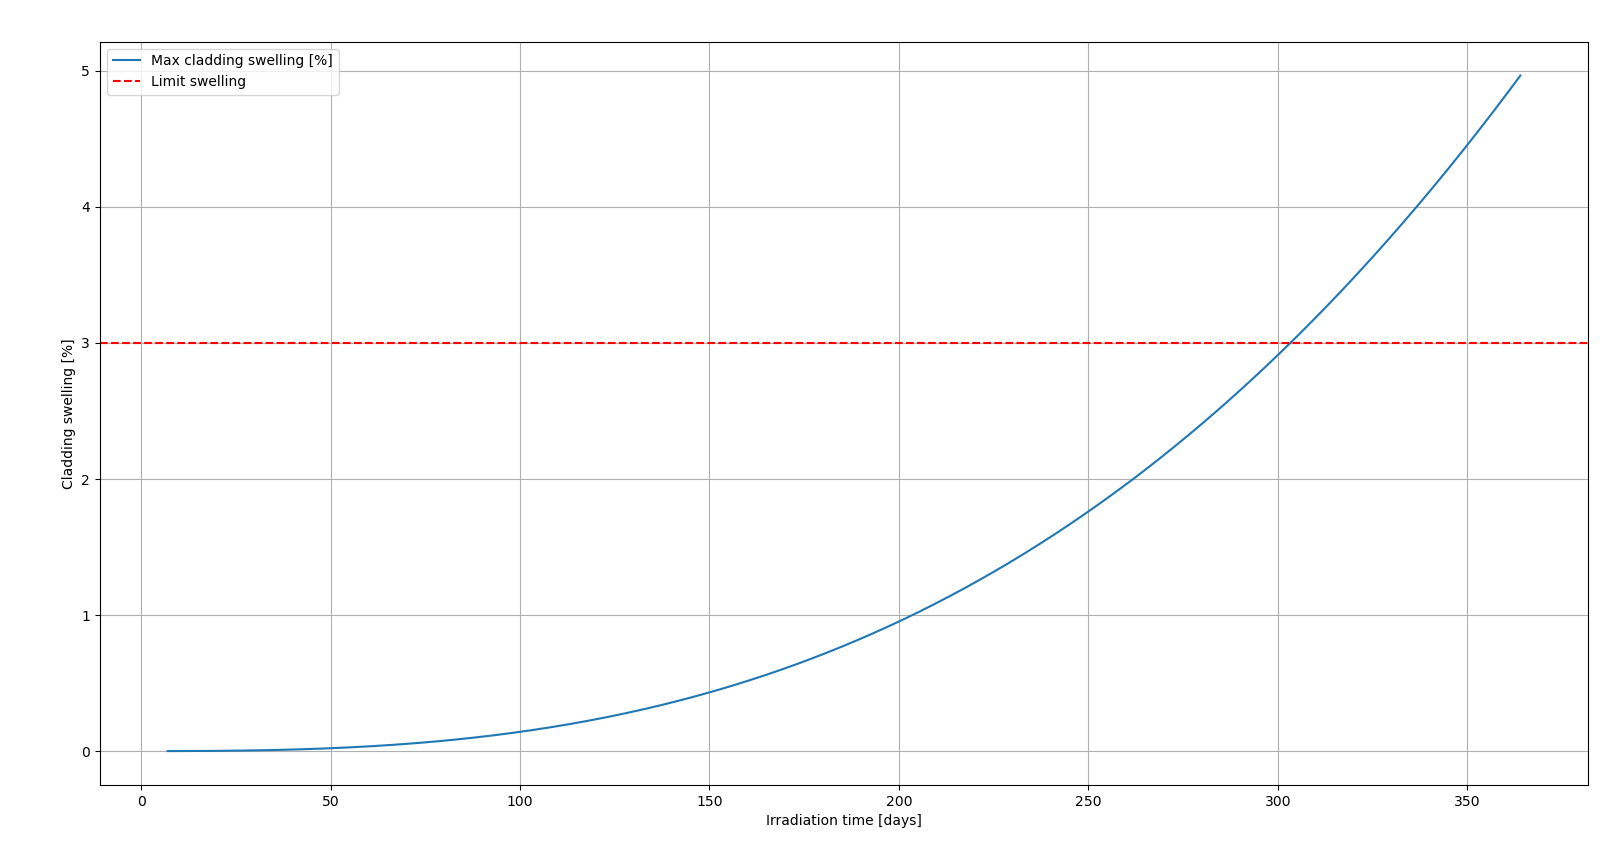 Max cladding swelling [%]
Limit swelling
5
4
3
2
1
0
Cladding swelling [%]
0 50 100 150 200 250 300 350
Irradiation time [days]